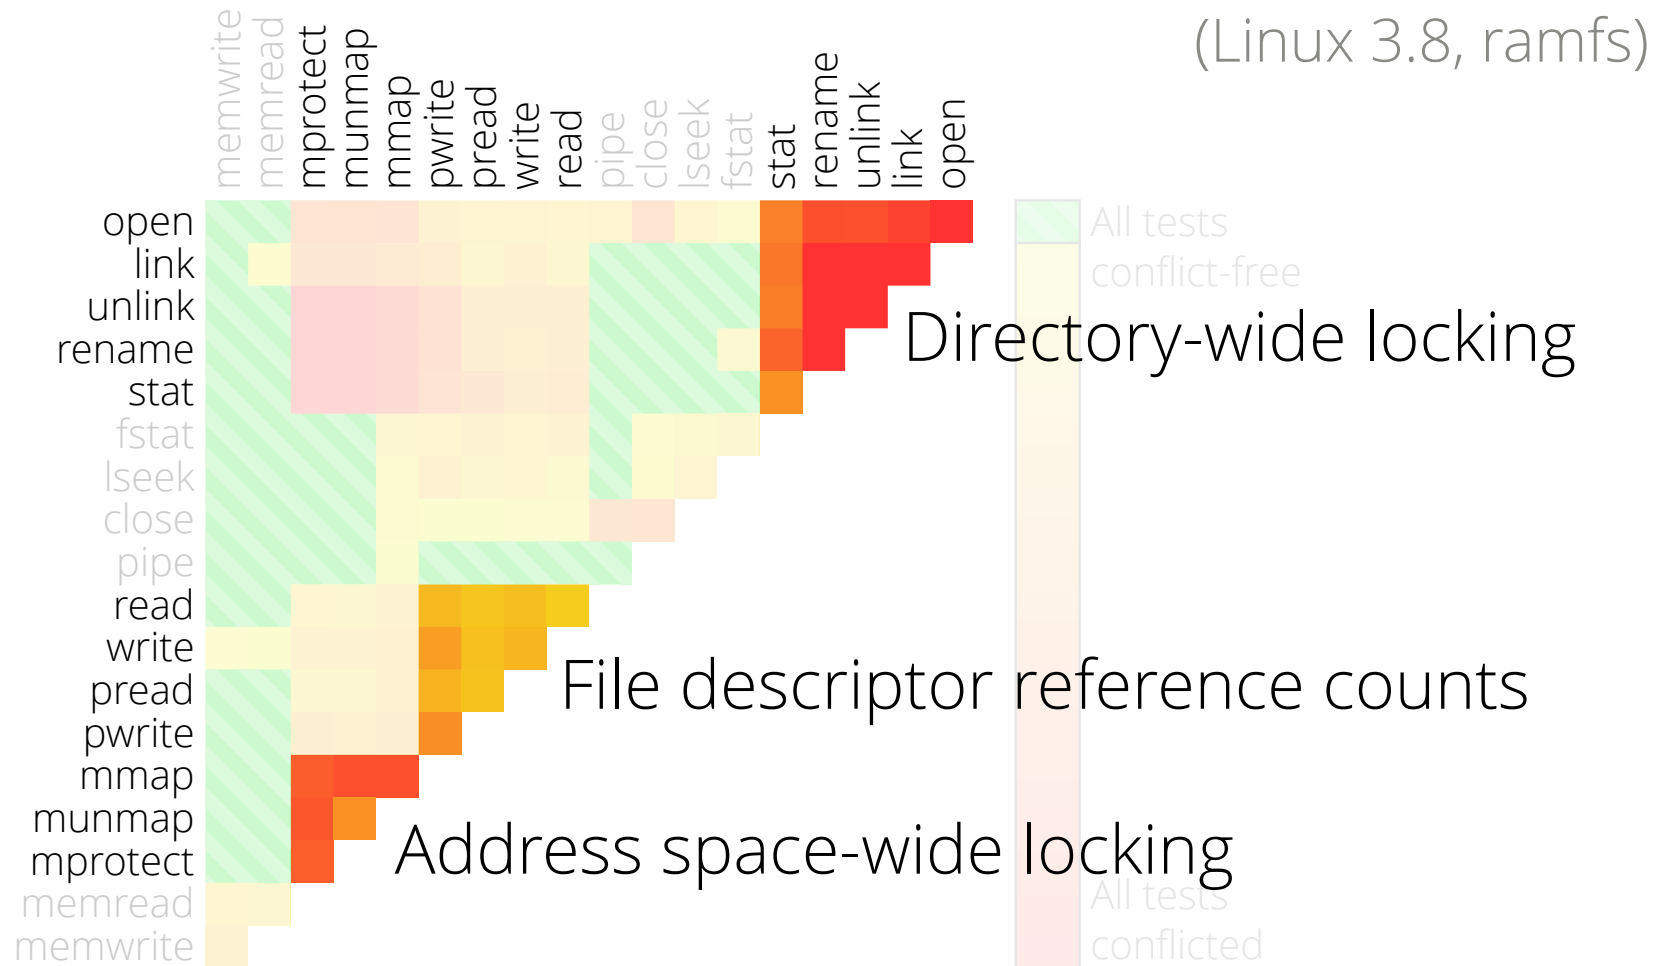 (Linux 3.8, ramfs)
memwrite
memread
mprotect
munmap
mmap
pwrite
pread
write
read
pipe
close
lseek
fstat
stat
rename
unlink
link
open
open
link
unlink
rename
stat
fstat
lseek
close
pipe
read
write
pread
pwrite
mmap
munmap
mprotect
memread
memwrite
All tests
conflict-free
Directory-wide locking
File descriptor reference counts
Address space-wide locking
All tests
conflicted